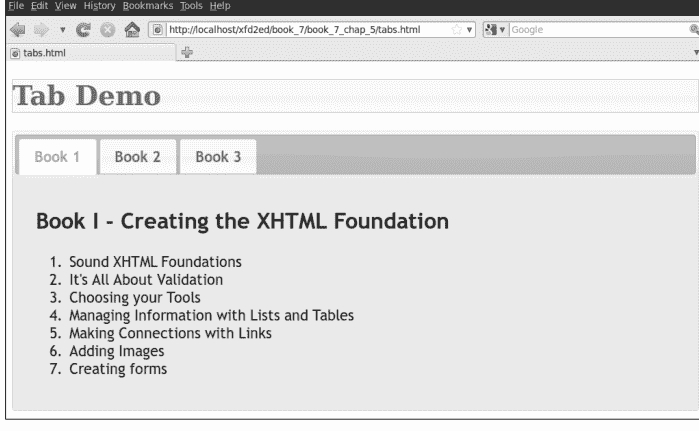 File Edit View History Bookmarks Tools Help
http://localhost/xfd2ed/book_7/book_7_chap_5/tabs.html
Google
tabs.html
Tab Demo
Book 1 Book 2 Book 3
Book I - Creating the XHTML Foundation
1. Sound XHTML Foundations
2. It's All About Validation
3. Choosing your Tools
4. Managing Information with Lists and Tables
5. Making Connections with Links
6. Adding Images
7. Creating forms